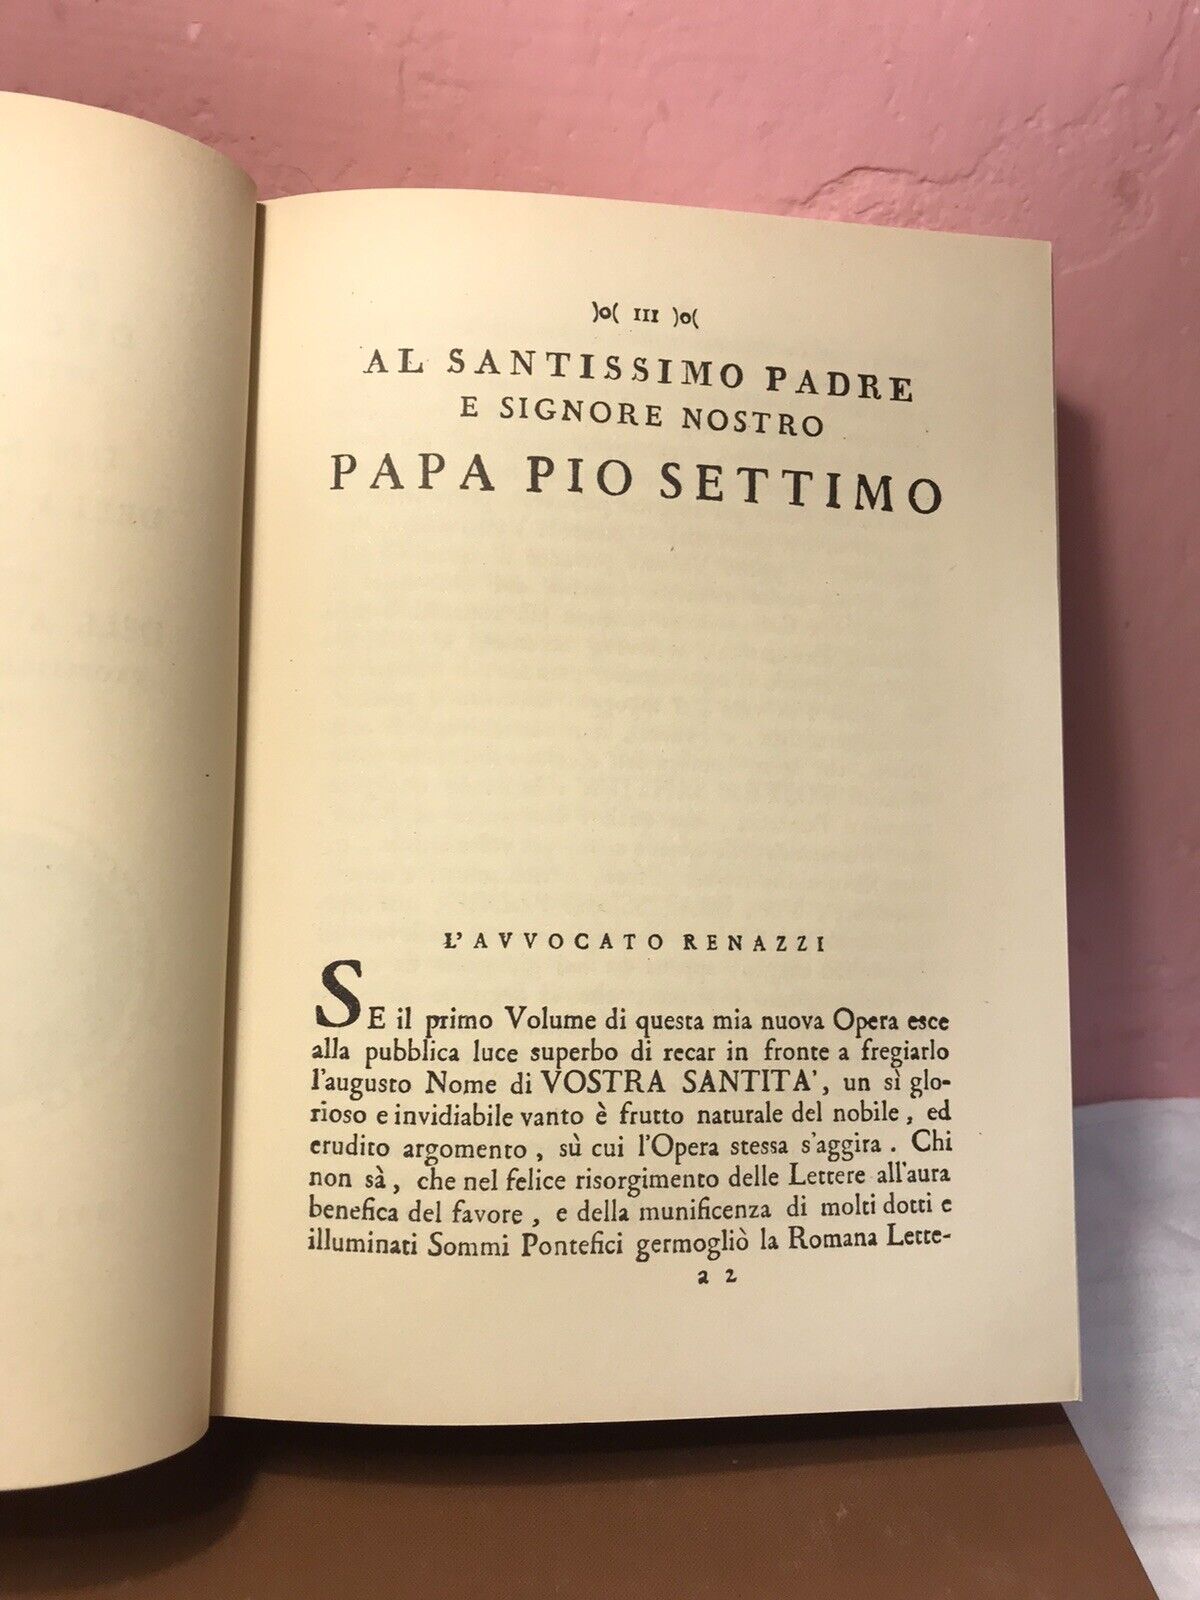 )o( III )o(
AL SANTISSIMO PADRE
E SIGNORE NOSTRO
PAPA PIO SETTIMO
L'AVVOCATO RENAZZI
SE il primo Volume di questa mia nuova Opera esce
alla pubblica luce superbo di recar in fronte a fregiarlo
l'augusto Nome di VOSTRA SANTITA', un sì glo-
rioso e invidiabile vanto è frutto naturale del nobile, ed
erudito argomento, sù cui l'Opera stessa s'aggira. Chi
non sà, che nel felice risorgimento delle Lettere all'aura
benefica del favore, e della munificenza di molti dotti e
illuminati Sommi Pontefici germogliò la Romana Lette-
a 2